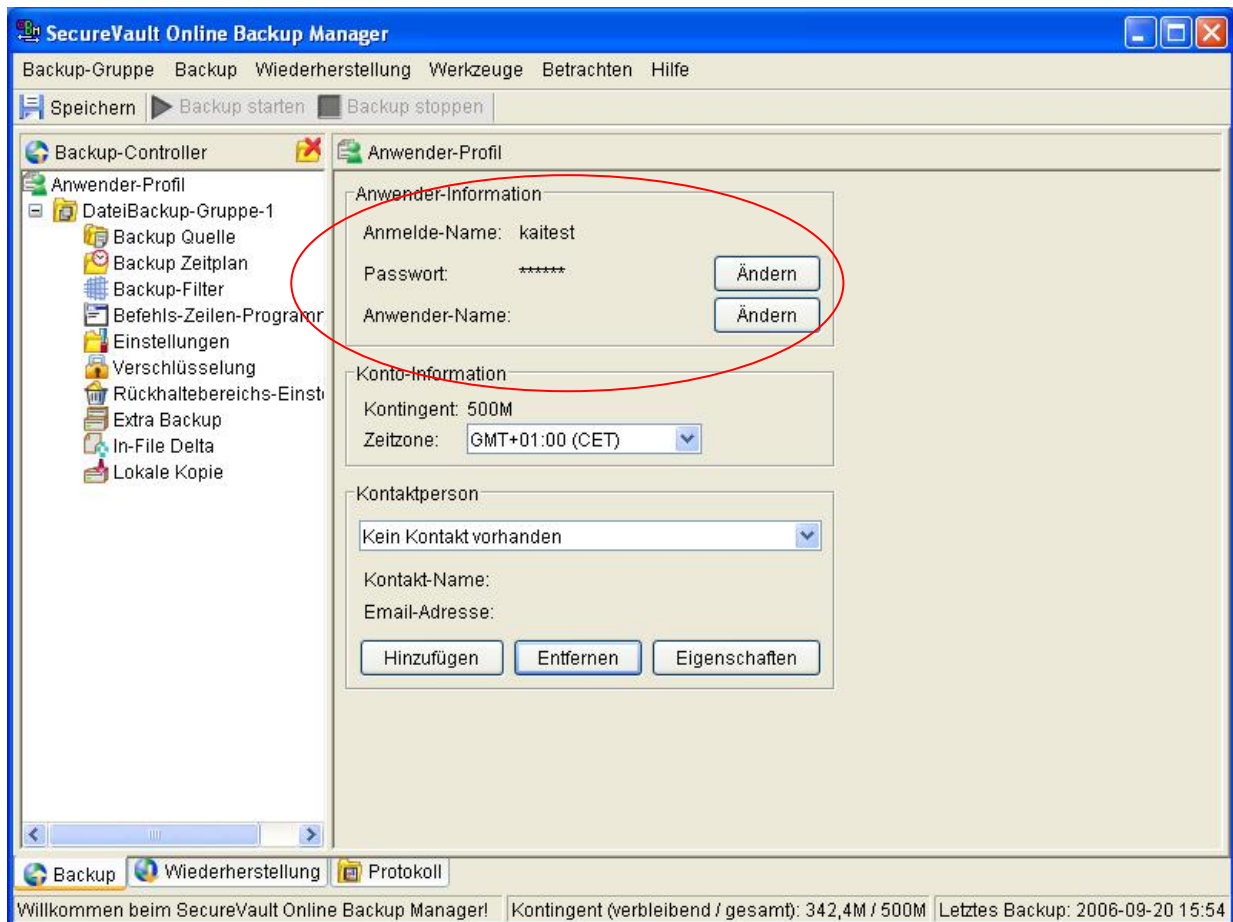 SecureVault Online Backup Manager
Backup-Gruppe Backup Wiederherstellung Werkzeuge Betrachten Hilfe
Speichern Backup starten Backup stoppen
Backup-Controller
Anwender-Profil
DateiBackup-Gruppe-1
Backup Quelle
Backup Zeitplan
Backup-Filter
Befehls-Zeilen-Programr
Einstellungen
Verschlüsselung
Rückhaltebereichs-Einste
Extra Backup
In-File Delta
Lokale Kopie
Anwender-Profil
Anwender-Information
Anmelde-Name: kaitest
Passwort: ****** Ändern
Anwender-Name: Ändern
Konto-Information
Kontingent: 500M
Zeitzone: GMT+01:00 (CET)
Kontaktperson
Kein Kontakt vorhanden
Kontakt-Name:
Email-Adresse:
Hinzufügen Entfernen Eigenschaften
Backup Wiederherstellung Protokoll
Willkommen beim SecureVault Online Backup Manager! Kontingent (verbleibend / gesamt): 342,4M / 500M Letztes Backup: 2006-09-20 15:54